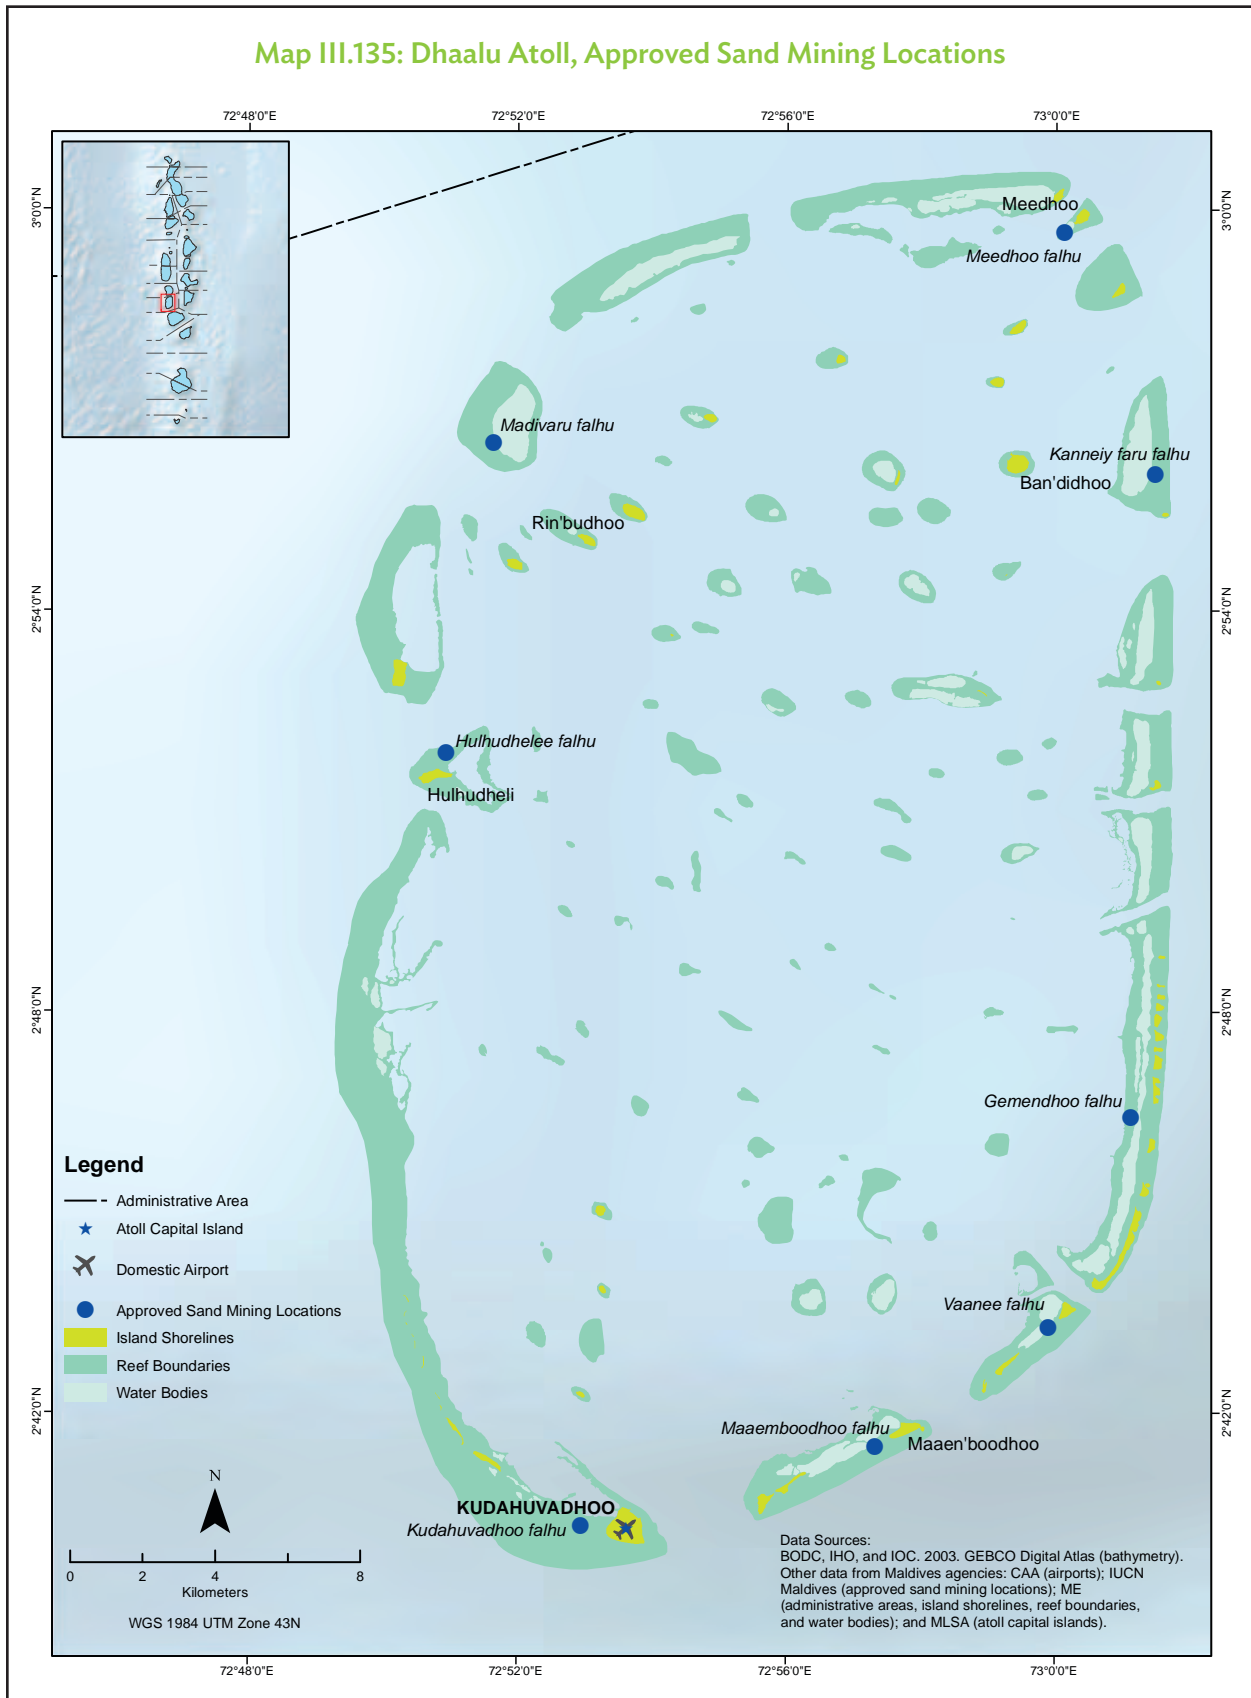 Map III.135: Dhaalu Atoll, Approved Sand Mining Locations
72°48'0"E
72°52'0"E
72°56'0"E
73°0'0"E
3°0'0"N
3°0'0"N
Meedhoo
Meedhoo falhu
Madivaru falhu
Kanneiy faru falhu
Ban'didhoo
Rin'budhoo
2°54'0"N
2°54'0"N
Hulhudhelee falhu
Hulhudheli
2°48'0"N
2°48'0"N
Gemendhoo falhu
Legend
Administrative Area
Atoll Capital Island
Domestic Airport
Approved Sand Mining Locations
Island Shorelines
Reef Boundaries
Water Bodies
Vaanee falhu
2°42'0"N
2°42'0"N
Maaemboodhoo falhu
Maaen'boodhoo
KUDAHUVADHOO
Kudahuvadhoo falhu
N
0 2 4 8
Kilometers
WGS 1984 UTM Zone 43N
Data Sources:
BODC, IHO, and IOC. 2003. GEBCO Digital Atlas (bathymetry).
Other data from Maldives agencies: CAA (airports); IUCN
Maldives (approved sand mining locations); ME
(administrative areas, island shorelines, reef boundaries,
and water bodies); and MLSA (atoll capital islands).
72°48'0"E
72°52'0"E
72°56'0"E
73°0'0"E